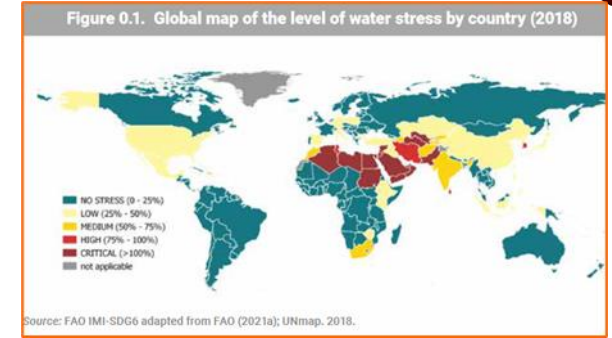 Figure 0.1. Global map of the level of water stress by country (2018)
NO STRESS (0 - 25%)
LOW (25% - 50%)
MEDIUM (50% - 75%)
HIGH (75% - 100%)
CRITICAL (>100%)
not applicable
Source: FAO IMI-SDG6 adapted from FAO (2021a); UNmap. 2018.